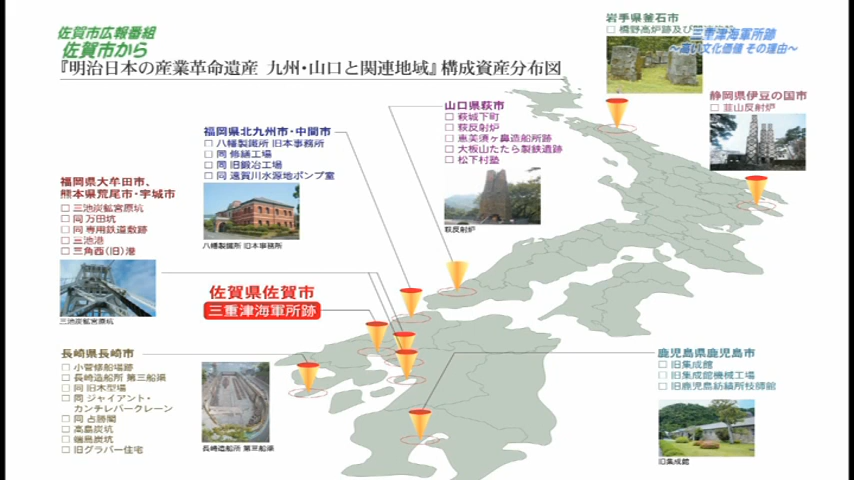 佐賀市広報番組
佐賀市から
三重津海軍所跡
～高い文化価値 その理由～
『明治日本の産業革命遺産 九州・山口と関連地域』構成資産分布図
岩手県釜石市
□ 橋野高炉跡及び
静岡県伊豆の国市
□ 韮山反射炉
山口県萩市
□ 萩城下町
□ 萩反射炉
□ 恵美須ヶ鼻造船所跡
□ 大板山たたら製鉄遺跡
□ 松下村塾
萩反射炉
福岡県北九州市・中間市
□ 八幡製鐵所 旧本事務所
□ 同 修繕工場
□ 同 旧鍛冶工場
□ 同 遠賀川水源地ポンプ室
八幡製鐵所 旧本事務所
福岡県大牟田市、
熊本県荒尾市・宇城市
□ 三池炭鉱宮原坑
□ 同 万田坑
□ 同 専用鉄道敷跡
□ 三池港
□ 三角西(旧)港
三池炭鉱宮原坑
佐賀県佐賀市
三重津海軍所跡
長崎県長崎市
□ 小菅修船場跡
□ 長崎造船所 第三船渠
□ 同 旧木型場
□ 同 ジャイアント・
カンチレバークレーン
□ 同 占勝閣
□ 高島炭坑
□ 端島炭坑
□ 旧グラバー住宅
長崎造船所 第三船渠
鹿児島県鹿児島市
□ 旧集成館
□ 旧集成館機械工場
□ 旧鹿児島紡績所技師館
旧集成館